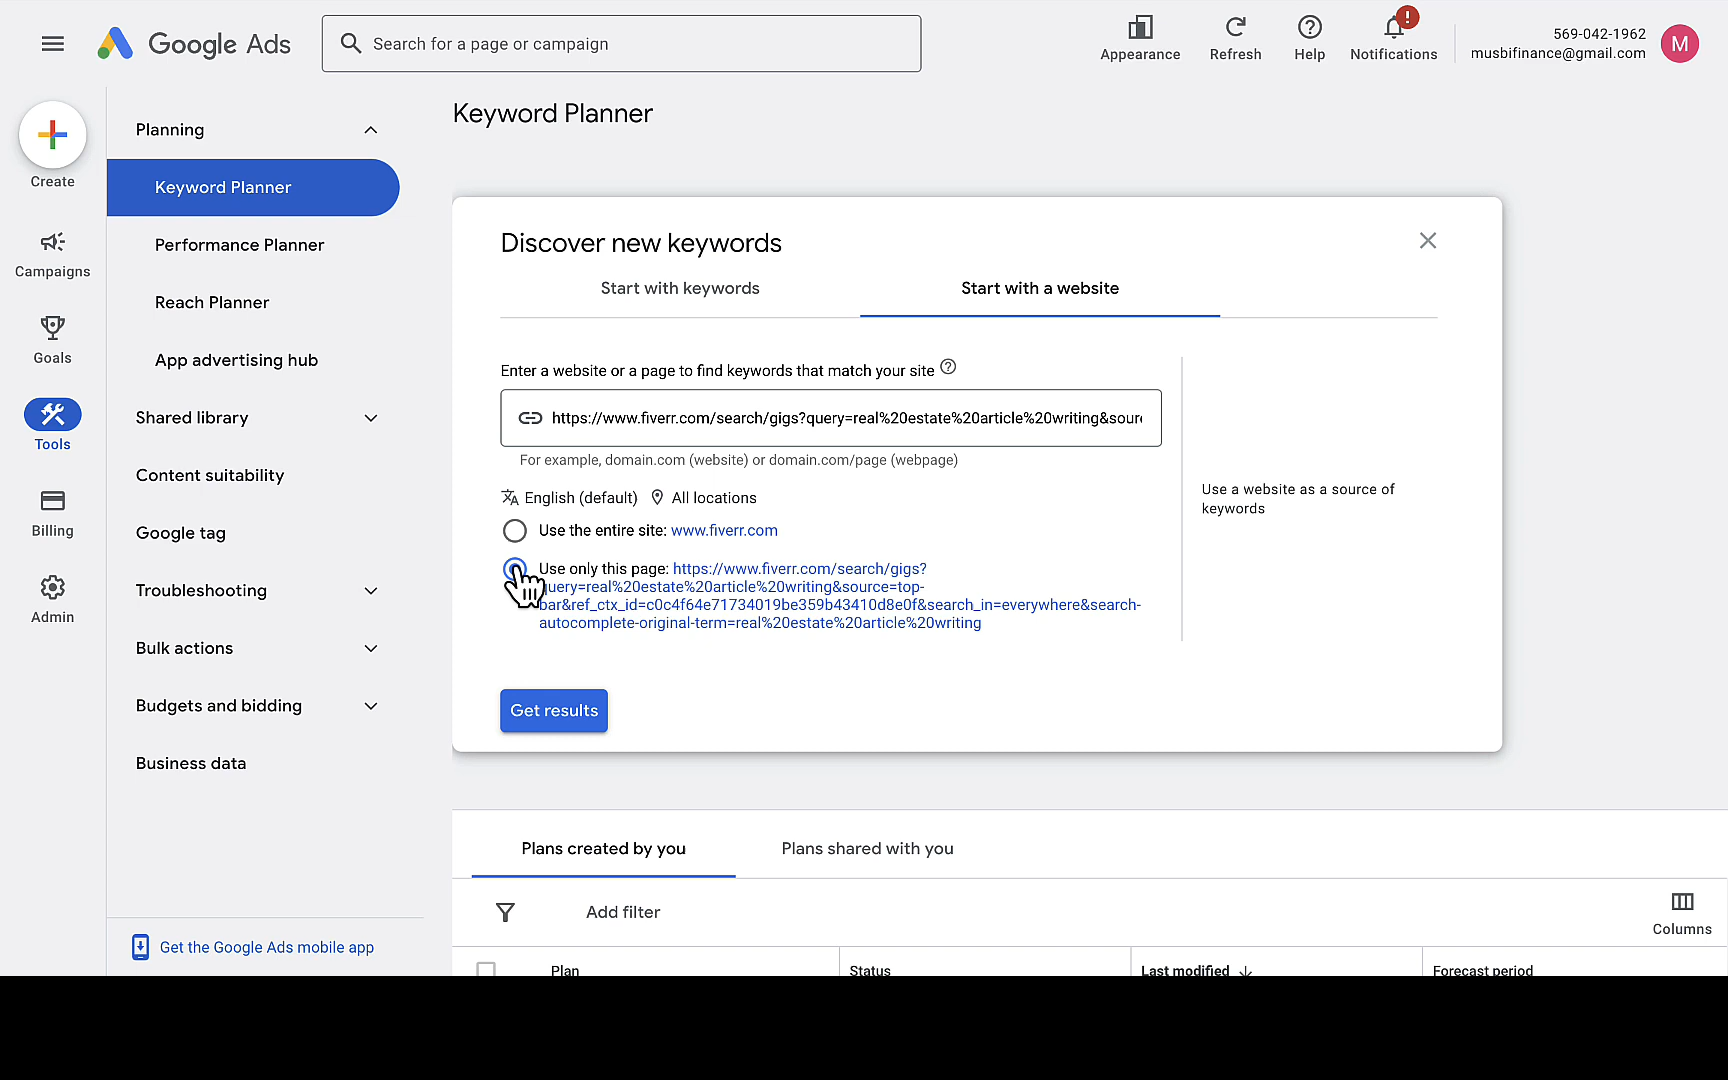 Google Ads
Search for a page or campaign
Appearance
Refresh
Help
!
Notifications
569-042-1962
musbifinance@gmail.com
M
Create
Campaigns
Goals
Tools
Billing
Admin
Planning
Keyword Planner
Performance Planner
Reach Planner
App advertising hub
Shared library
Content suitability
Google tag
Troubleshooting
Bulk actions
Budgets and bidding
Business data
Get the Google Ads mobile app
Keyword Planner
Discover new keywords
Start with keywords
Start with a website
Enter a website or a page to find keywords that match your site
https://www.fiverr.com/search/gigs?query=real%20estate%20article%20writing&sour
For example, domain.com (website) or domain.com/page (webpage)
English (default)
All locations
Use the entire site: www.fiverr.com
Use only this page: https://www.fiverr.com/search/gigs?
query=real%20estate%20article%20writing&source=top-
bar&ref_ctx_id=c0c4f64e71734019be359b43410d8e0f&search_in=everywhere&search-
autocomplete-original-term=real%20estate%20article%20writing
Use a website as a source of
keywords
Get results
Plans created by you
Plans shared with you
Add filter
Columns
Plan
Status
Last modified
Forecast period